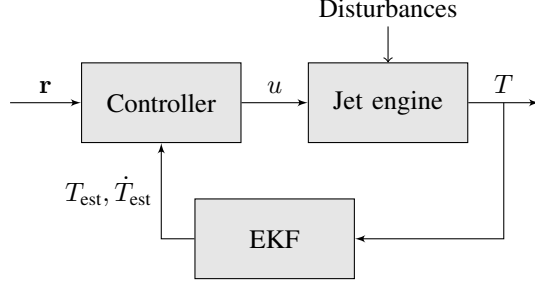 Disturbances
r
Controller
u
Jet engine
T
T_est, Ṫ_est
EKF